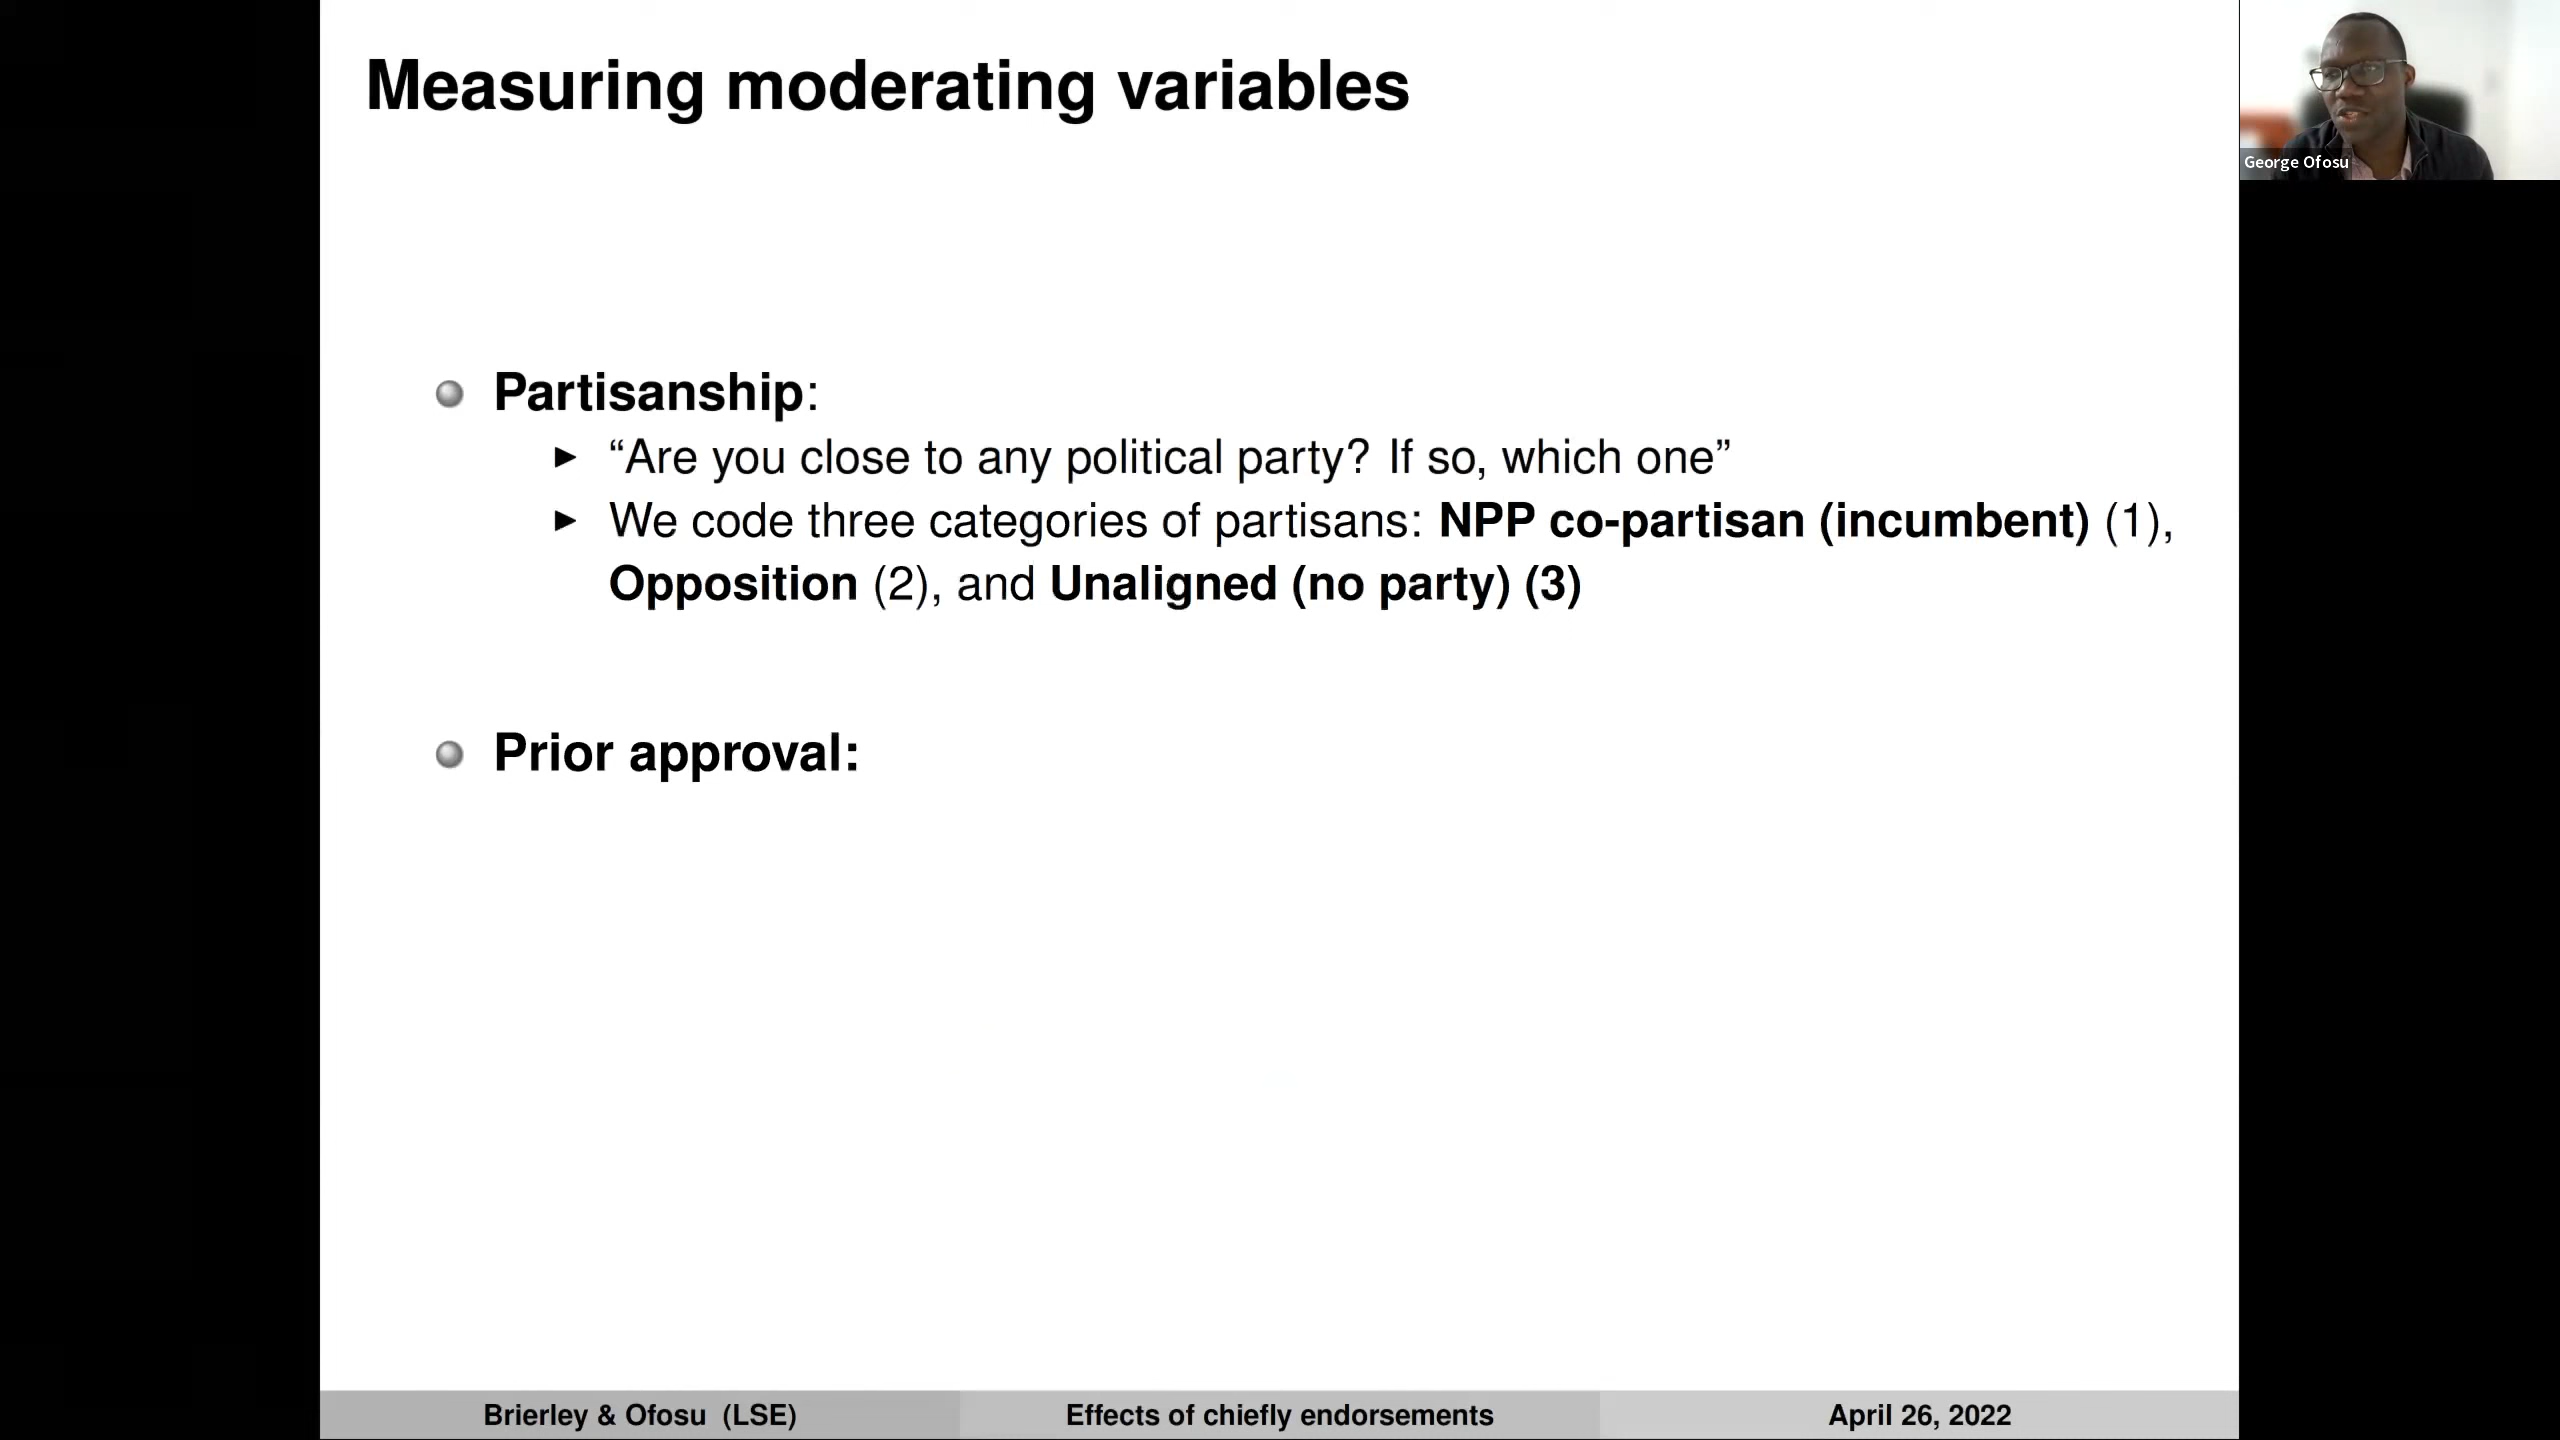 Measuring moderating variables
George Ofosu
Partisanship:
“Are you close to any political party? If so, which one”
We code three categories of partisans: NPP co-partisan (incumbent) (1),
Opposition (2), and Unaligned (no party) (3)
Prior approval:
Brierley & Ofosu (LSE)
Effects of chiefly endorsements
April 26, 2022